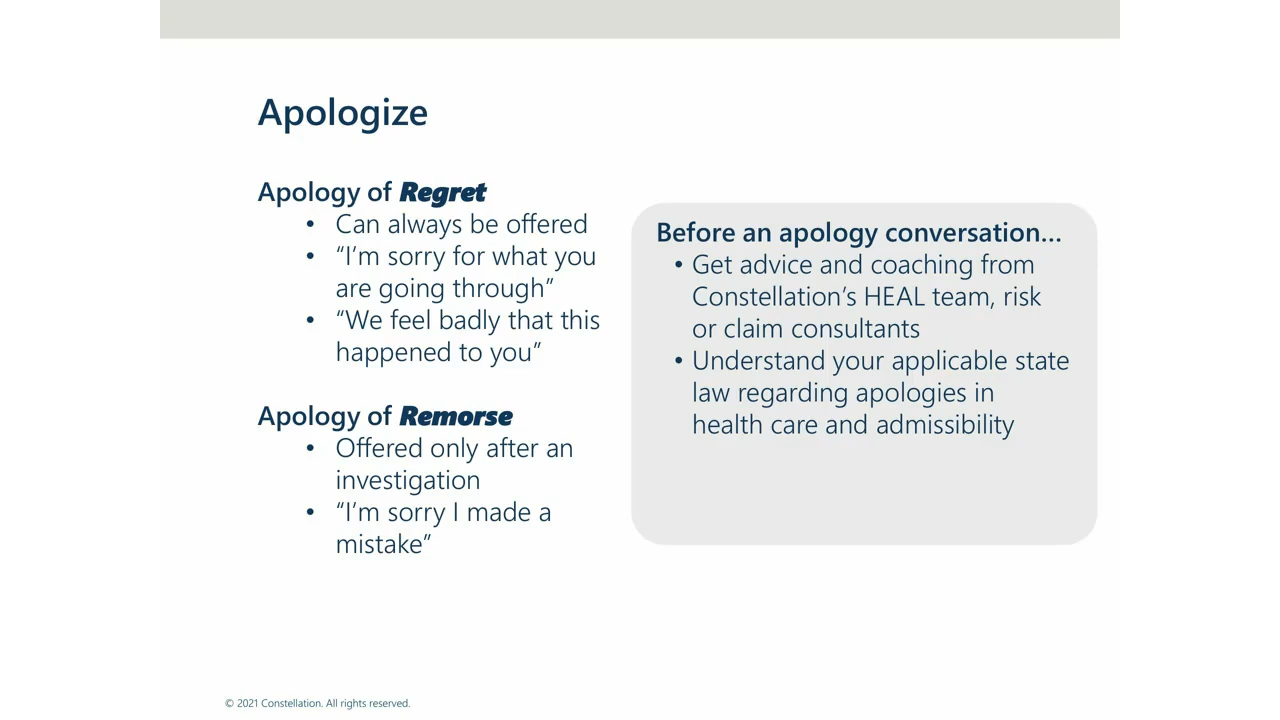 Apologize
Apology of Regret
• Can always be offered
• “I’m sorry for what you
are going through”
• “We feel badly that this
happened to you”
Apology of Remorse
• Offered only after an
investigation
• “I’m sorry I made a
mistake”
Before an apology conversation…
• Get advice and coaching from
Constellation’s HEAL team, risk
or claim consultants
• Understand your applicable state
law regarding apologies in
health care and admissibility
© 2021 Constellation. All rights reserved.